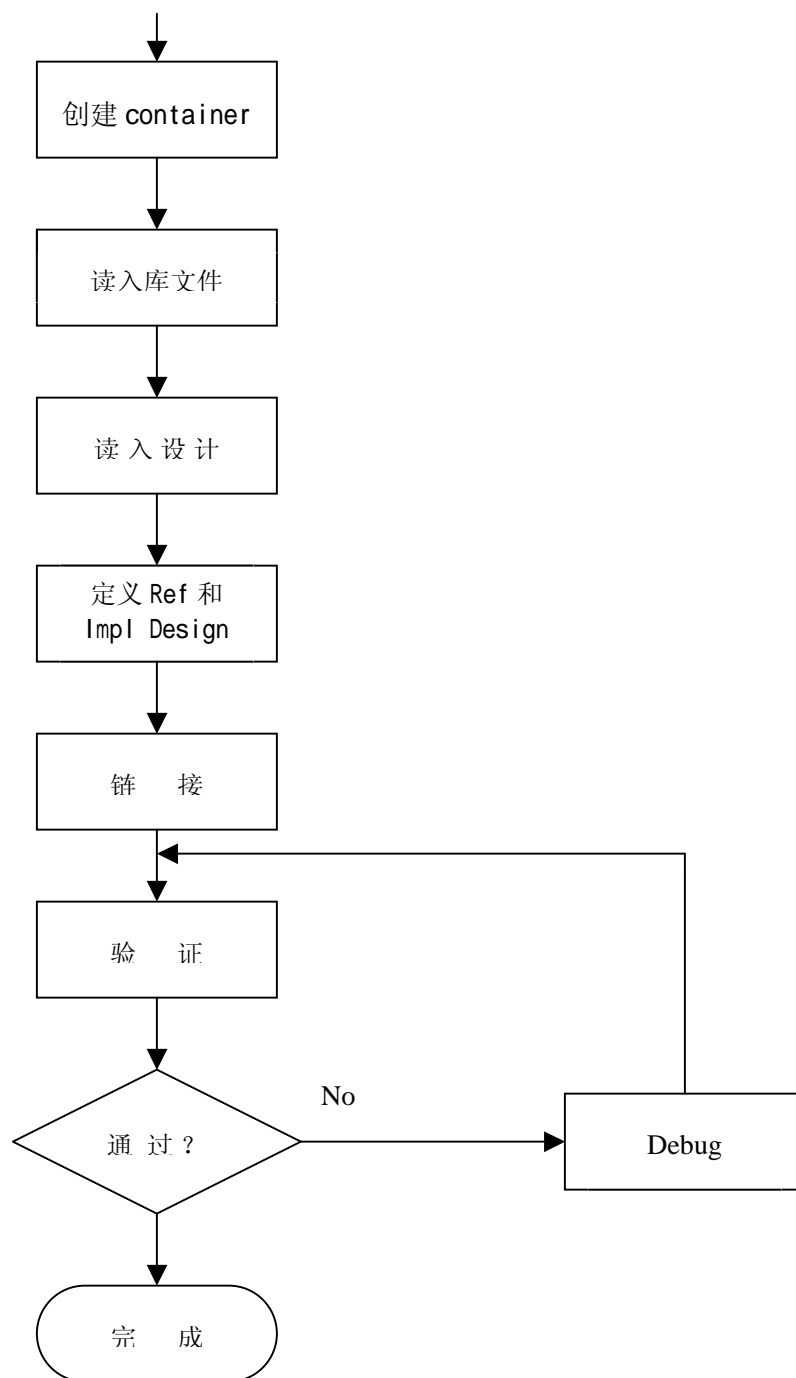 创建 container
读入库文件
读 入 设 计
定义 Ref 和
Impl Design
链 接
验 证
No
通 过 ?
Debug
完 成